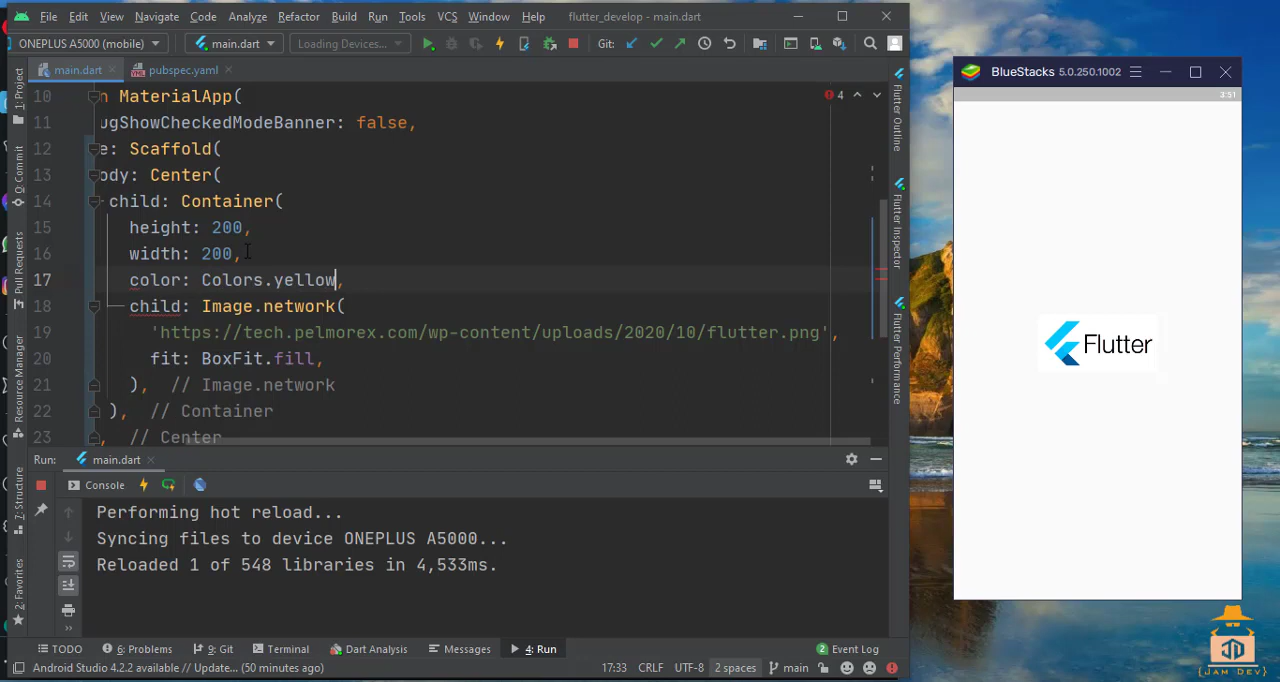 File Edit View Navigate Code Analyze Refactor Build Run Tools VCS Window Help flutter_develop - main.dart
ONEPLUS A5000 (mobile) main.dart Loading Devices... Git:
main.dart pubspec.yaml
10 n MaterialApp(
11 ugShowCheckedModeBanner: false,
12 e: Scaffold(
13 ody: Center(
14 child: Container(
15 height: 200,
16 width: 200,
17 color: Colors.yellow,
18 child: Image.network(
19 'https://tech.pelmorex.com/wp-content/uploads/2020/10/flutter.png',
20 fit: BoxFit.fill,
21 ), // Image.network
22 ), // Container
23 , // Center
4
1: Project
0: Commit
Pull Requests
Resource Manager
Z: Structure
2: Favorites
Flutter Outline
Flutter Inspector
Flutter Performance
Run: main.dart
Console
Performing hot reload...
Syncing files to device ONEPLUS A5000...
Reloaded 1 of 548 libraries in 4,533ms.
TODO 6: Problems 9: Git Terminal Dart Analysis Messages 4: Run 2 Event Log
Android Studio 4.2.2 available // Update... (50 minutes ago) 17:33 CRLF UTF-8 2 spaces main
BlueStacks 5.0.250.1002
3:51
Flutter
JD
{JAM DEV}